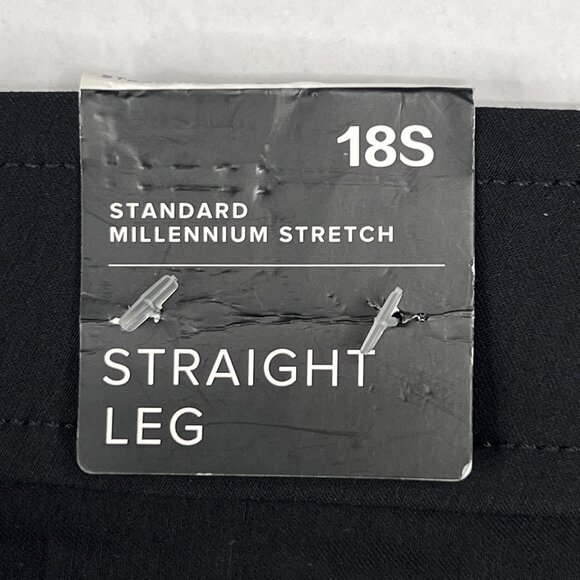 18S
STANDARD
MILLENNIUM STRETCH
STRAIGHT
LEG